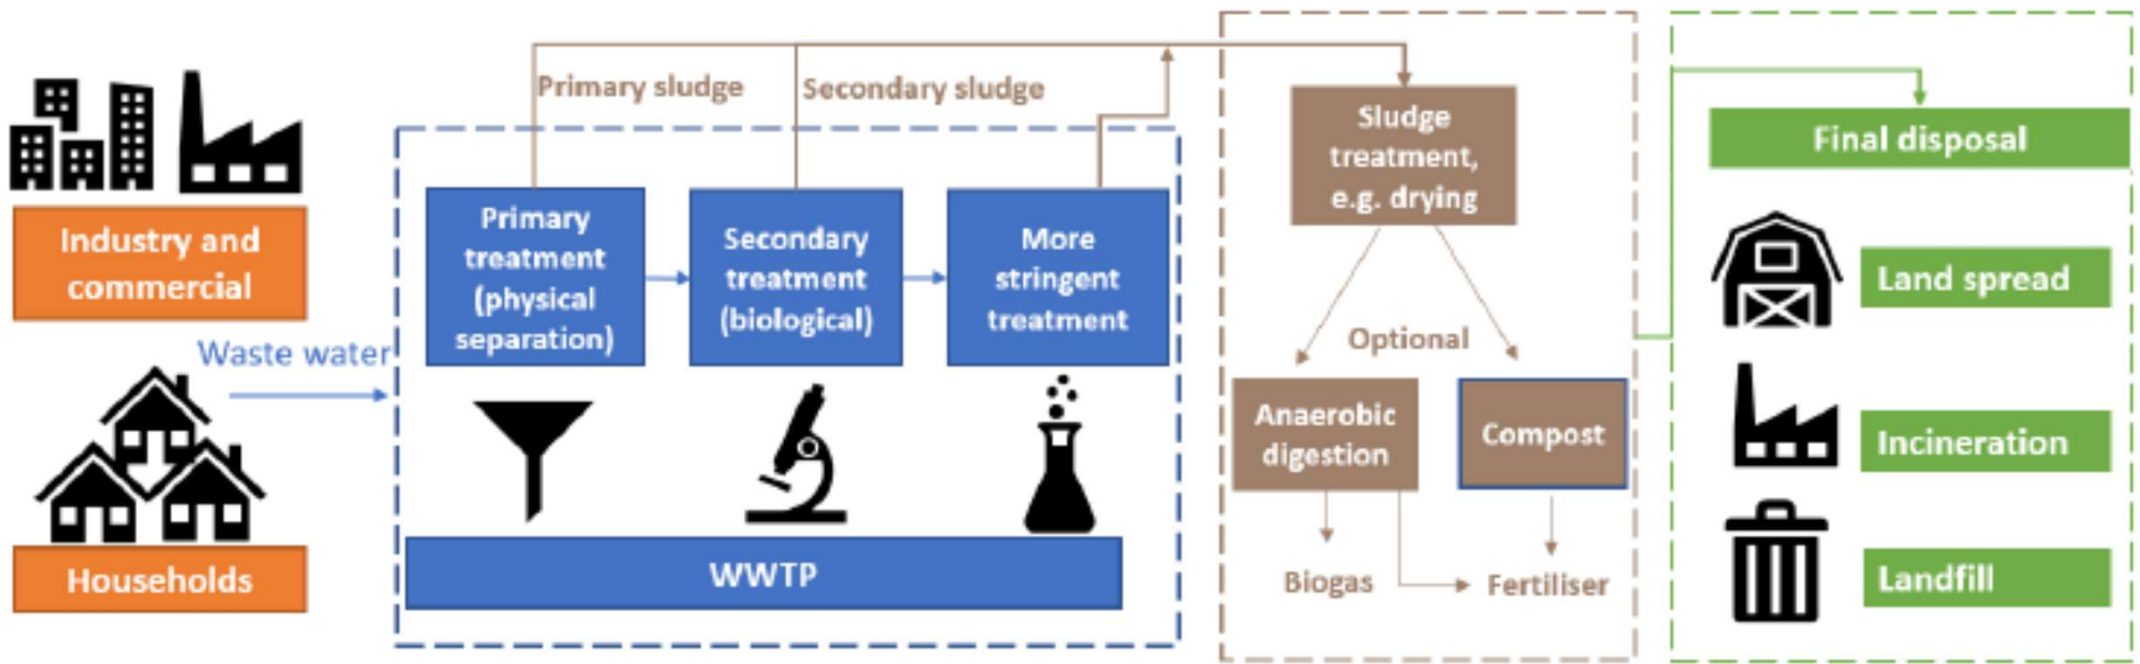 Industry and
commercial
Waste water
Households
Primary sludge
Secondary sludge
Primary
treatment
(physical
separation)
Secondary
treatment
(biological)
More
stringent
treatment
WWTP
Sludge
treatment,
e.g. drying
Optional
Anaerobic
digestion
Compost
Biogas
Fertiliser
Final disposal
Land spread
Incineration
Landfill